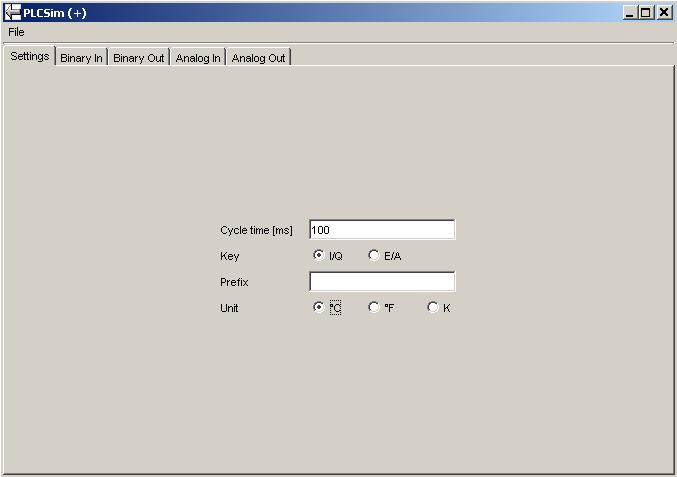 PLCSim (+)
File
Settings Binary In Binary Out Analog In Analog Out
Cycle time [ms] 100
Key I/Q E/A
Prefix
Unit °C °F K